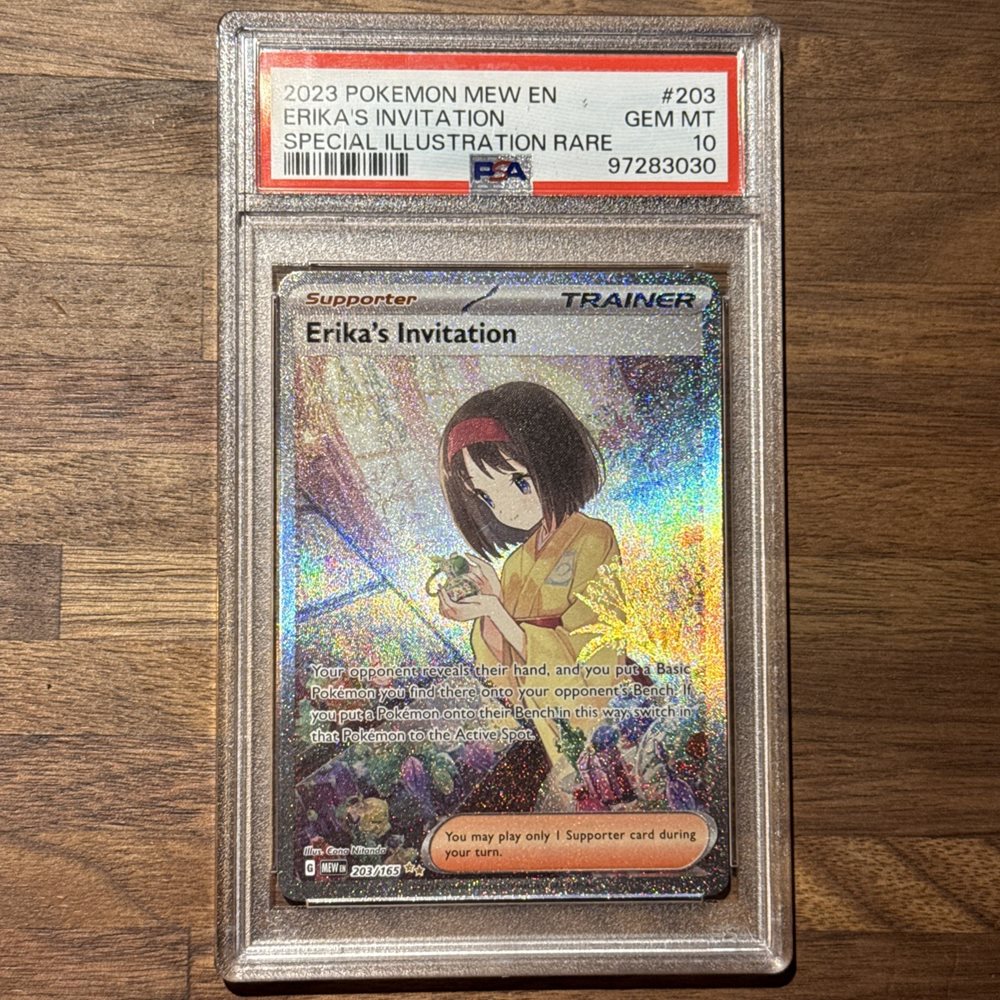 2023 POKEMON MEW EN #203
ERIKA'S INVITATION GEM MT
SPECIAL ILLUSTRATION RARE 10
PSA 97283030
Supporter TRAINER
Erika's Invitation
Your opponent reveals their hand, and you put a Basic
Pokémon you find there onto your opponent's Bench. If
you put a Pokémon onto their Bench in this way, switch in
that Pokémon to the Active Spot.
You may play only 1 Supporter card during
your turn.
Illus. Cona Nitanda
G MEW EN 203/165